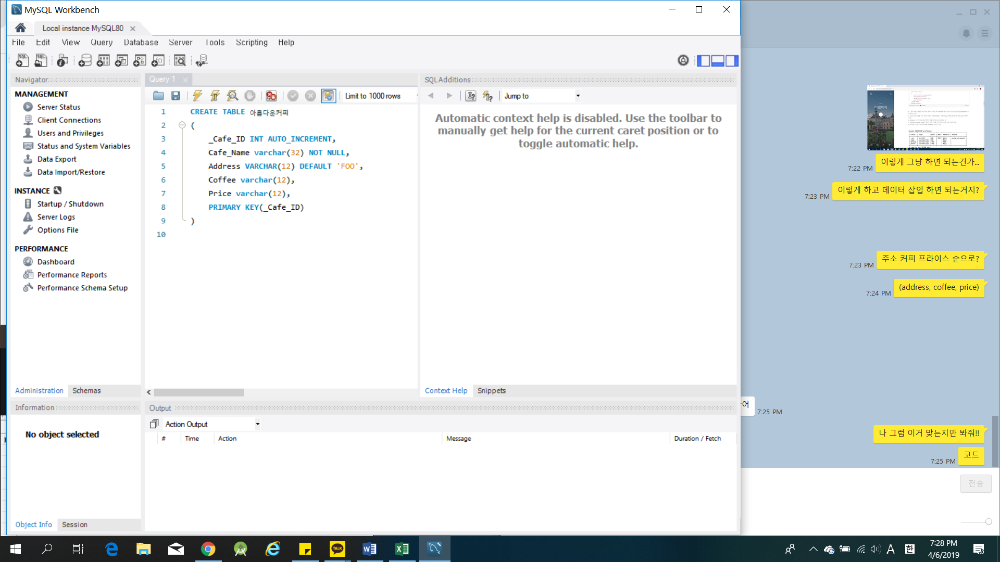 MySQL Workbench
Local instance MySQL80
File Edit View Query Database Server Tools Scripting Help
Navigator
MANAGEMENT
Server Status
Client Connections
Users and Privileges
Status and System Variables
Data Export
Data Import/Restore
INSTANCE
Startup / Shutdown
Server Logs
Options File
PERFORMANCE
Dashboard
Performance Reports
Performance Schema Setup
Administration Schemas
Information
No object selected
Object Info Session
Query 1
Limit to 1000 rows
1 CREATE TABLE 아름다운커피
2 (
3 _Cafe_ID INT AUTO_INCREMENT,
4 Cafe_Name varchar(32) NOT NULL,
5 Address VARCHAR(12) DEFAULT 'FOO',
6 Coffee varchar(12),
7 Price varchar(12),
8 PRIMARY KEY(_Cafe_ID)
9 )
10
SQLAdditions
Jump to
Automatic context help is disabled. Use the toolbar to
manually get help for the current caret position or to
toggle automatic help.
Context Help Snippets
Output
Action Output
# Time Action Message Duration / Fetch
이렇게 그냥 하면 되는건가...
7:22 PM
이렇게 하고 데이터 삽입 하면 되는거지?
7:23 PM
주소 커피 프라이스 순으로?
7:23 PM
(address, coffee, price)
7:24 PM
어
7:25 PM
나 그럼 이거 맞는지만 봐줘!!
코드
7:25 PM
전송
TALK
A 한
7:28 PM
4/6/2019